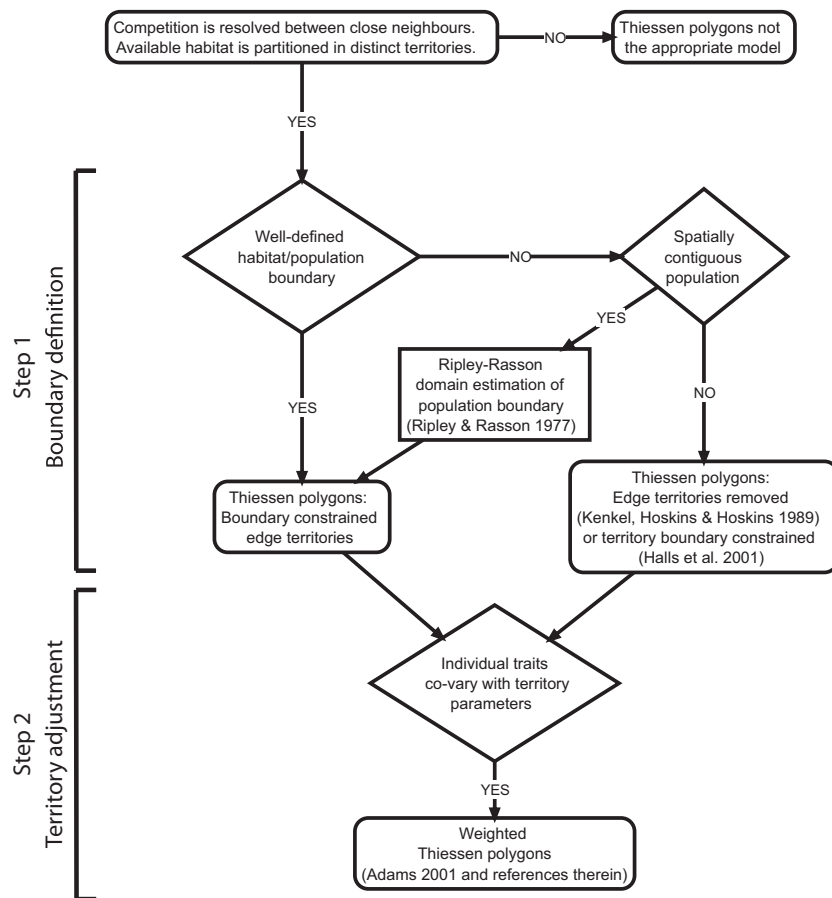 Competition is resolved between close neighbours.
Available habitat is partitioned in distinct territories.
NO
Thiessen polygons not
the appropriate model
YES
Step 1
Boundary definition
Well-defined
habitat/population
boundary
NO
Spatially
contiguous
population
YES
Ripley-Rasson
domain estimation of
population boundary
(Ripley & Rasson 1977)
YES
NO
Thiessen polygons:
Boundary constrained
edge territories
Thiessen polygons:
Edge territories removed
(Kenkel, Hoskins & Hoskins 1989)
or territory boundary constrained
(Halls et al. 2001)
Step 2
Territory adjustment
Individual traits
co-vary with territory
parameters
YES
Weighted
Thiessen polygons
(Adams 2001 and references therein)